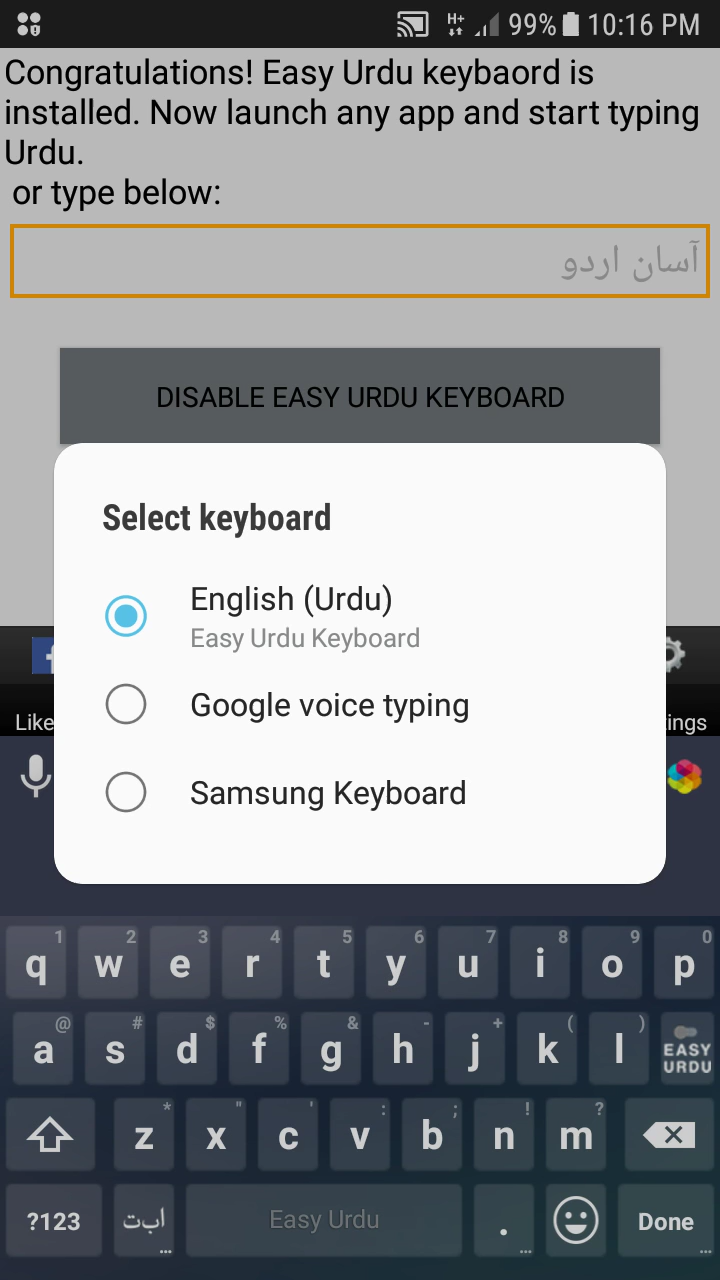 H+ 99% 10:16 PM
Congratulations! Easy Urdu keybaord is
installed. Now launch any app and start typing
Urdu.
or type below:
آسان اردو
DISABLE EASY URDU KEYBOARD
Select keyboard
English (Urdu)
Easy Urdu Keyboard
Google voice typing
Samsung Keyboard
Like
ings
1 2 3 4 5 6 7 8 9 0
q w e r t y u i o p
@ # $ % & - + ( )
a s d f g h j k l EASY
URDU
* " ' : ; ! ?
z x c v b n m
?123 ا ب ت ... Easy Urdu . ... Done ...